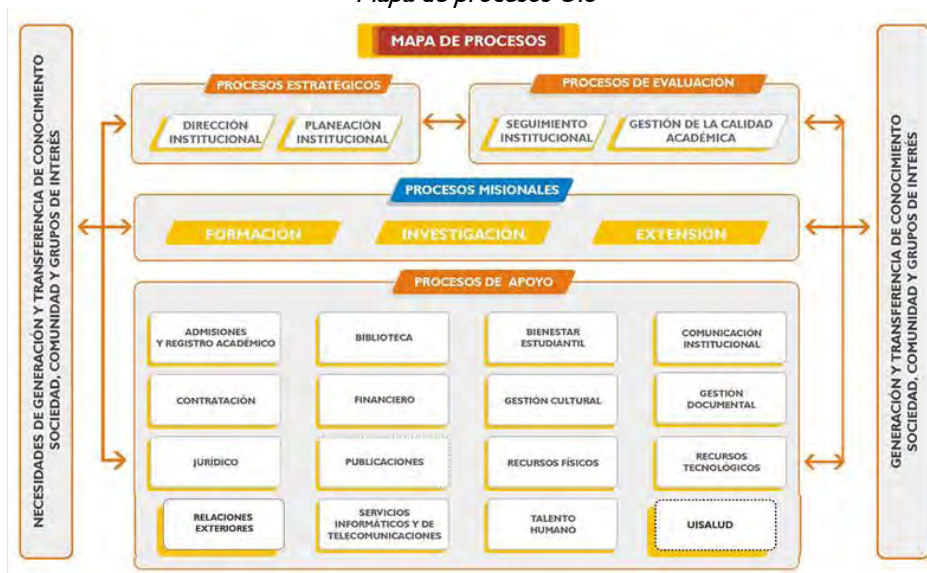 Mapa de procesos UIS
MAPA DE PROCESOS
NECESIDADES DE GENERACIÓN Y TRANSFERENCIA DE CONOCIMIENTO
SOCIEDAD, COMUNIDAD Y GRUPOS DE INTERÉS
PROCESOS ESTRATÉGICOS
DIRECCIÓN
INSTITUCIONAL
PLANEACIÓN
INSTITUCIONAL
PROCESOS DE EVALUACIÓN
SEGUIMIENTO
INSTITUCIONAL
GESTIÓN DE LA CALIDAD
ACADÉMICA
PROCESOS MISIONALES
FORMACIÓN
INVESTIGACIÓN
EXTENSIÓN
PROCESOS DE APOYO
ADMISIONES
Y REGISTRO ACADÉMICO
BIBLIOTECA
BIENESTAR
ESTUDIANTIL
COMUNICACIÓN
INSTITUCIONAL
CONTRATACIÓN
FINANCIERO
GESTIÓN CULTURAL
GESTIÓN
DOCUMENTAL
JURÍDICO
PUBLICACIONES
RECURSOS FÍSICOS
RECURSOS
TECNOLÓGICOS
RELACIONES
EXTERIORES
SERVICIOS
INFORMÁTICOS Y DE
TELECOMUNICACIONES
TALENTO
HUMANO
UISALUD
GENERACIÓN Y TRANSFERENCIA DE CONOCIMIENTO
SOCIEDAD, COMUNIDAD Y GRUPOS DE INTERÉS